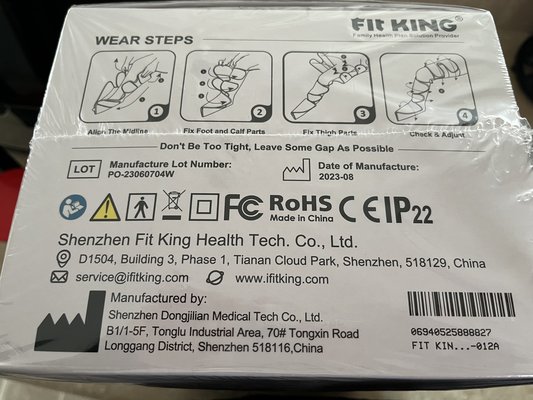 FIT KING®
Family Health Plan Solution Provider
WEAR STEPS
1
2
3
4
Align The Midline
Fix Foot and Calf Parts
Fix Thigh Parts
Check & Adjust
Don't Be Too Tight, Leave Some Gap As Possible
LOT
Manufacture Lot Number:
PO-23060704W
Date of Manufacture:
2023-08
FC RoHS CE IP22
Made in China
Shenzhen Fit King Health Tech. Co., Ltd.
D1504, Building 3, Phase 1, Tianan Cloud Park, Shenzhen, 518129, China
service@ifitking.com
www.ifitking.com
Manufactured by:
Shenzhen Dongjilian Medical Tech Co., Ltd.
B1/1-5F, Tonglu Industrial Area, 70# Tongxin Road
Longgang District, Shenzhen 518116,China
06940525888827
FIT KIN...-012A